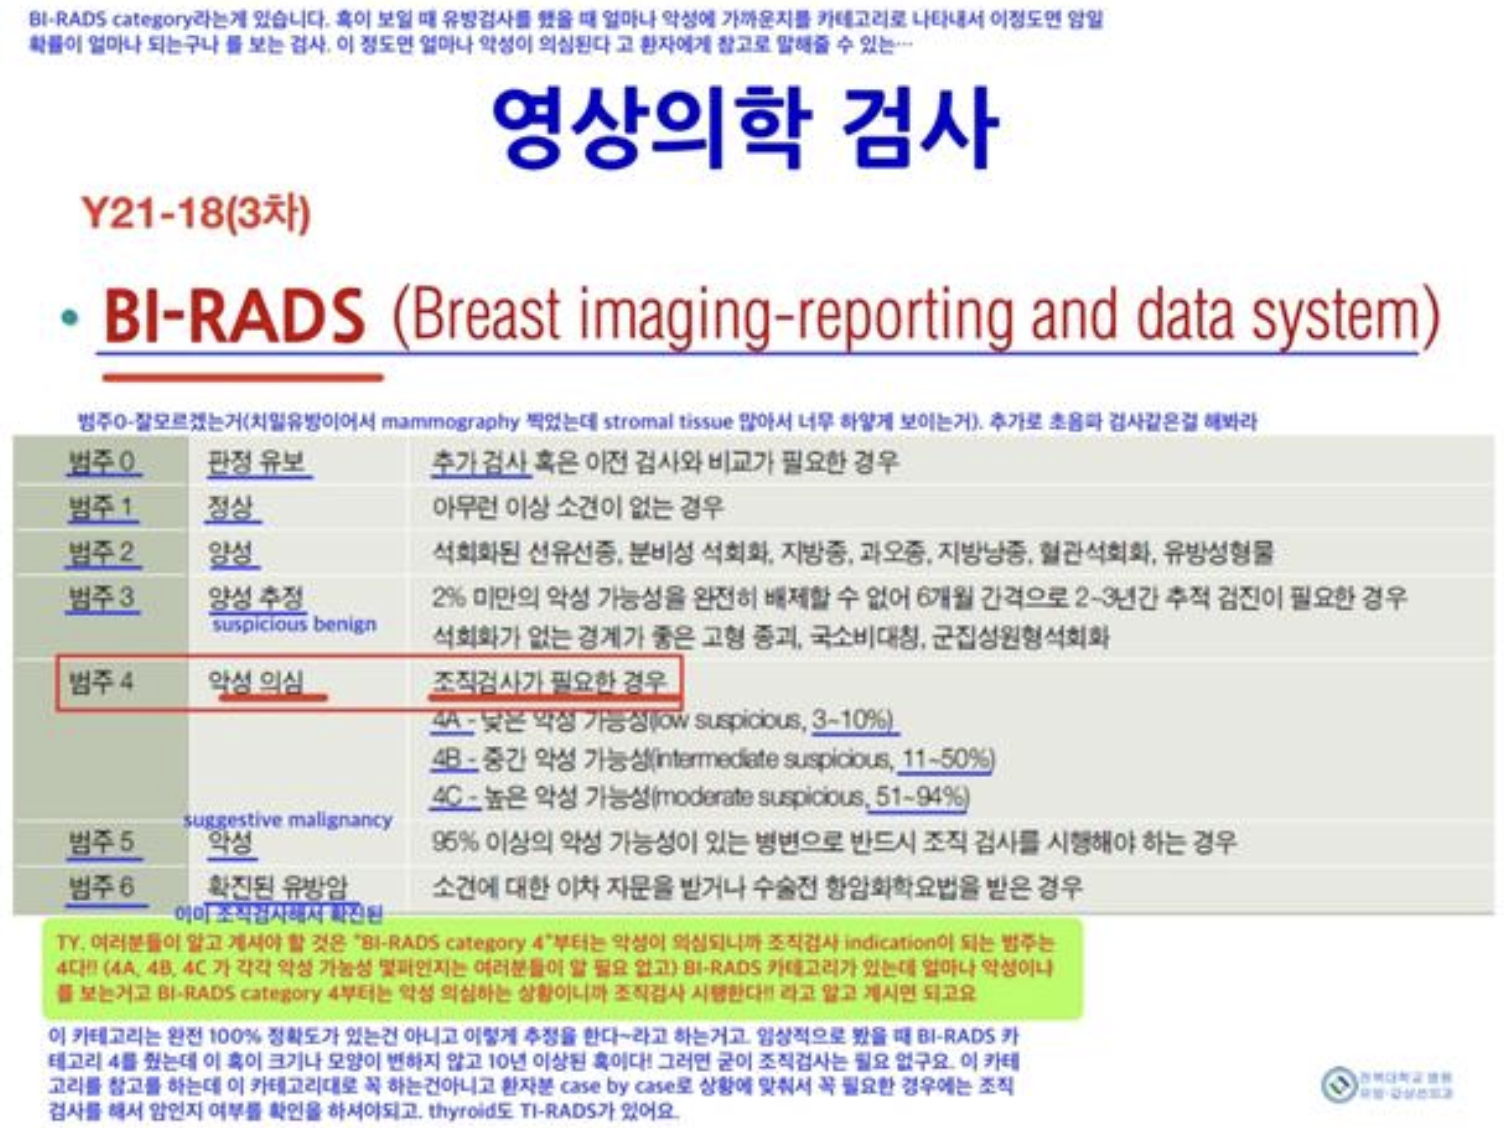 BI-RADS category라는게 있습니다. 혹이 보일 때 유방검사를 했을 때 얼마나 악성에 가까운지를 카테고리로 나타내서 이정도면 암일
확률이 얼마나 되는구나 를 보는 검사. 이 정도면 얼마나 악성이 의심된다 고 환자에게 참고로 말해줄 수 있는…
영상의학 검사
Y21-18(3차)
• BI-RADS (Breast imaging-reporting and data system)
범주0-잘모르겠는거(치밀유방이어서 mammography 찍었는데 stromal tissue 많아서 너무 하얗게 보이는거). 추가로 초음파 검사같은걸 해봐라
범주 0 판정 유보 추가 검사 혹은 이전 검사와 비교가 필요한 경우
범주 1 정상 아무런 이상 소견이 없는 경우
범주 2 양성 석회화된 선유선종, 분비성 석회화, 지방종, 과오종, 지방낭종, 혈관석회화, 유방성형물
범주 3 양성 추정 2% 미만의 악성 가능성을 완전히 배제할 수 없어 6개월 간격으로 2~3년간 추적 검진이 필요한 경우
suspicious benign
석회화가 없는 경계가 좋은 고형 종괴, 국소비대칭, 군집성원형석회화
범주 4 악성 의심 조직검사가 필요한 경우
4A - 낮은 악성 가능성(low suspicious, 3~10%)
4B - 중간 악성 가능성(intermediate suspicious, 11~50%)
4C - 높은 악성 가능성(moderate suspicious, 51~94%)
suggestive malignancy
범주 5 악성 95% 이상의 악성 가능성이 있는 병변으로 반드시 조직 검사를 시행해야 하는 경우
범주 6 확진된 유방암 소견에 대한 이차 자문을 받거나 수술전 항암화학요법을 받은 경우
이미 조직검사해서 확진된
TY. 여러분들이 알고 계셔야 할 것은 "BI-RADS category 4"부터는 악성이 의심되니까 조직검사 indication이 되는 범주는
4다!! (4A, 4B, 4C 가 각각 악성 가능성 몇퍼인지는 여러분들이 알 필요 없고) BI-RADS 카테고리가 있는데 얼마나 악성이냐
를 보는거고 BI-RADS category 4부터는 악성 의심하는 상황이니까 조직검사 시행한다!! 라고 알고 계시면 되고요
이 카테고리는 완전 100% 정확도가 있는건 아니고 이렇게 추정을 한다~라고 하는거고. 임상적으로 봤을 때 BI-RADS 카
테고리 4를 줬는데 이 혹이 크기나 모양이 변하지 않고 10년 이상된 혹이다! 그러면 굳이 조직검사는 필요 없구요. 이 카테
고리를 참고를 하는데 이 카테고리대로 꼭 하는건아니고 환자분 case by case로 상황에 맞춰서 꼭 필요한 경우에는 조직
검사를 해서 암인지 여부를 확인을 하셔야되고. thyroid도 TI-RADS가 있어요.
전북대학교 병원
유방·갑상선외과